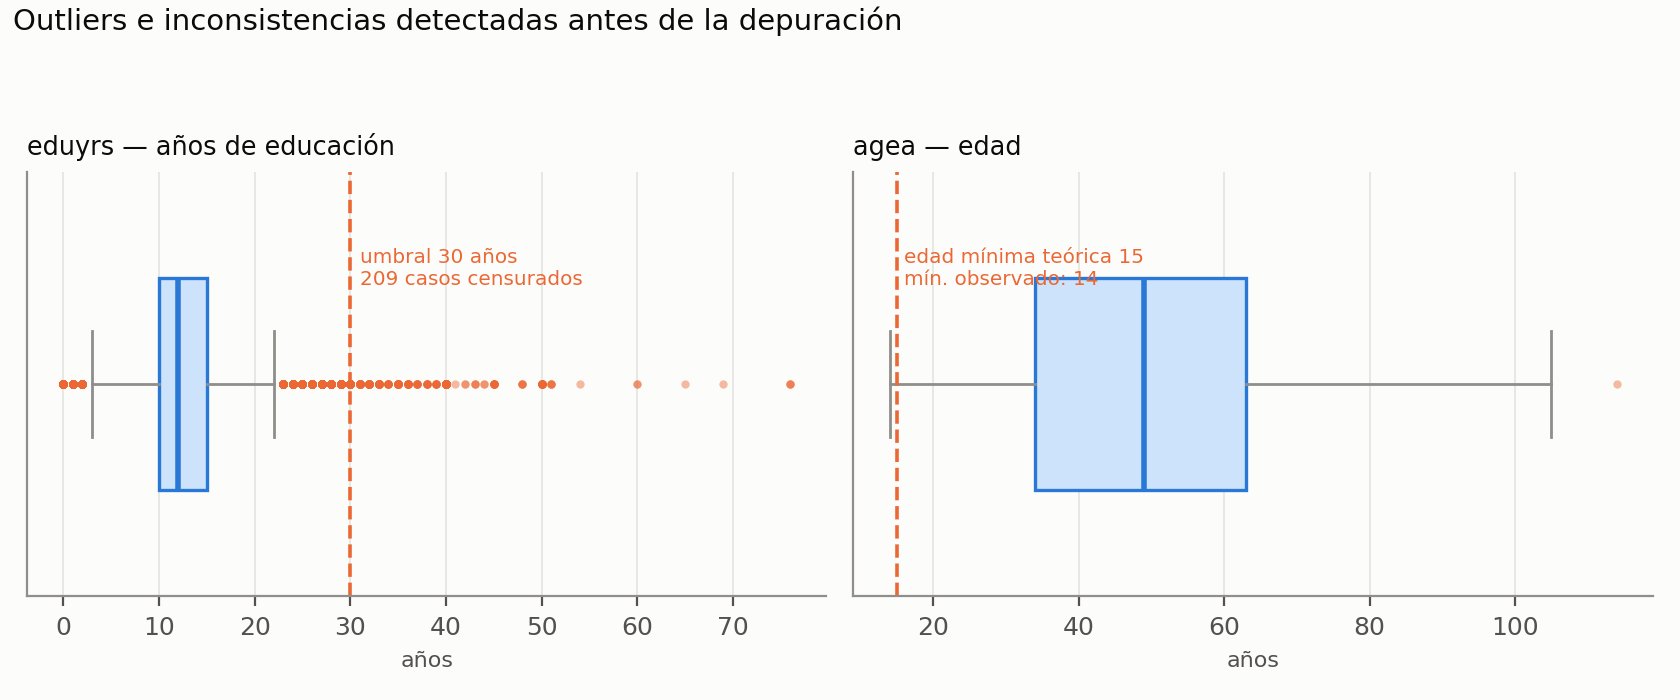 Outliers e inconsistencias detectadas antes de la depuración
eduyrs — años de educación
umbral 30 años
209 casos censurados
0 10 20 30 40 50 60 70
años
agea — edad
edad mínima teórica 15
mín. observado: 14
20 40 60 80 100
años